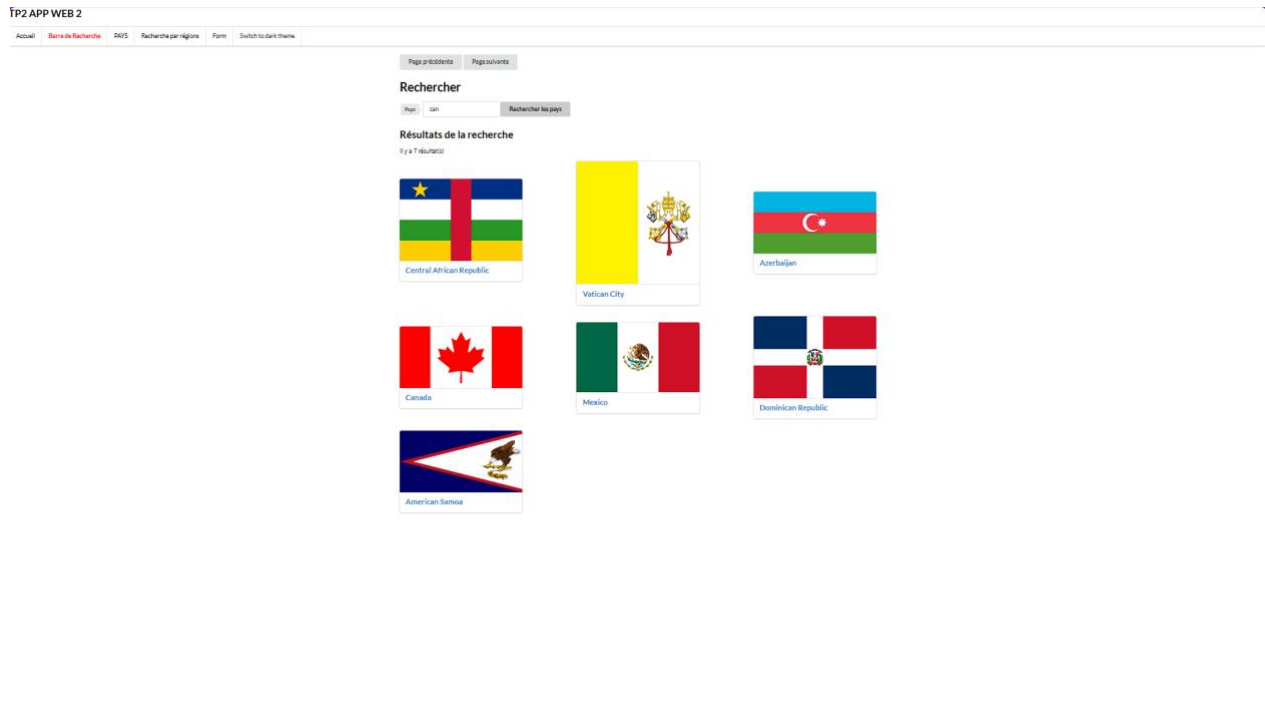 TP2 APP WEB 2
Accueil Barre de Recherche PAYS Recherche par régions Form Switch to dark theme
Page précédente Page suivante
Rechercher
Pays can Rechercher les pays
Résultats de la recherche
Il y a 7 résultat(s)
Central African Republic
Vatican City
Azerbaijan
Canada
Mexico
Dominican Republic
American Samoa